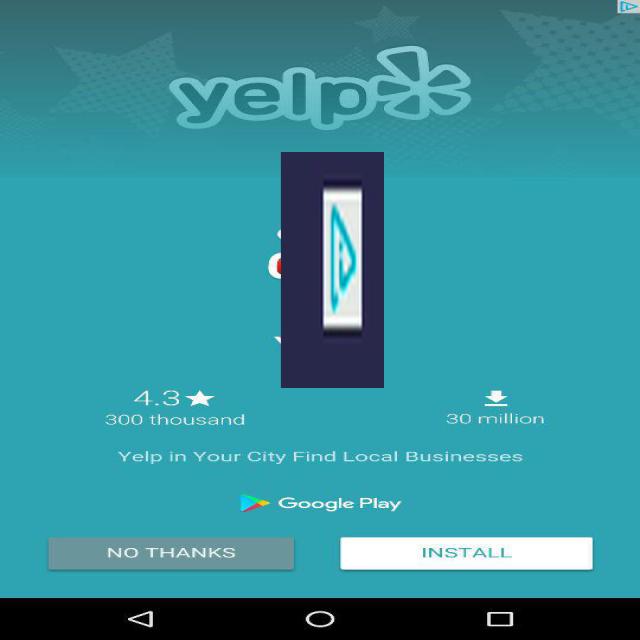 yelp
4.3
300 thousand
30 million
Yelp in Your City Find Local Businesses
Google Play
NO THANKS
INSTALL